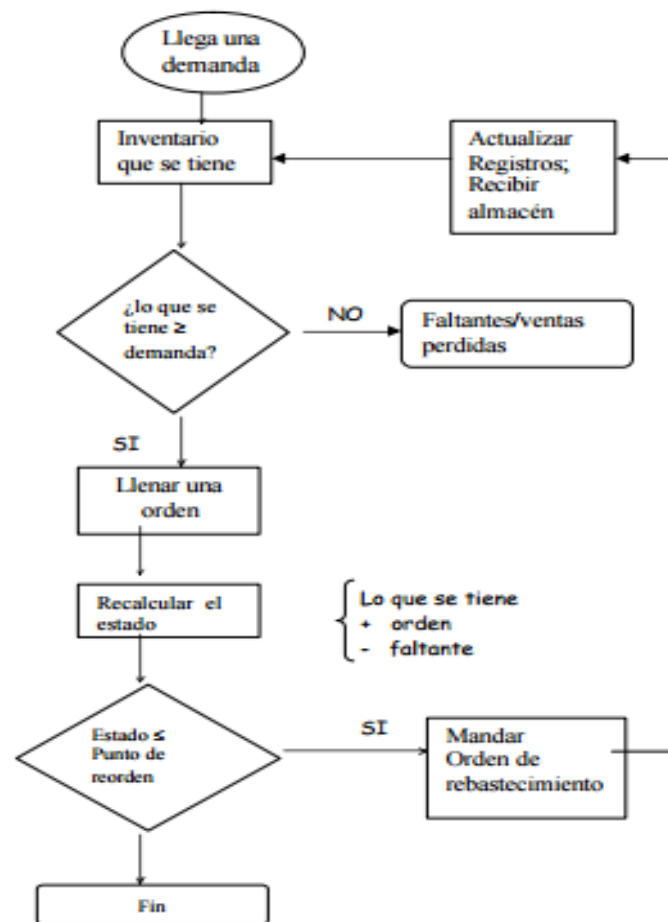 Llega una
demanda
Inventario
que se tiene
Actualizar
Registros;
Recibir
almacén
¿lo que se
tiene ≥
demanda?
NO
Faltantes/ventas
perdidas
SI
Llenar una
orden
Recalcular el
estado
Lo que se tiene
+ orden
- faltante
Estado ≤
Punto de
reorden
SI
Mandar
Orden de
rebastecimiento
Fin